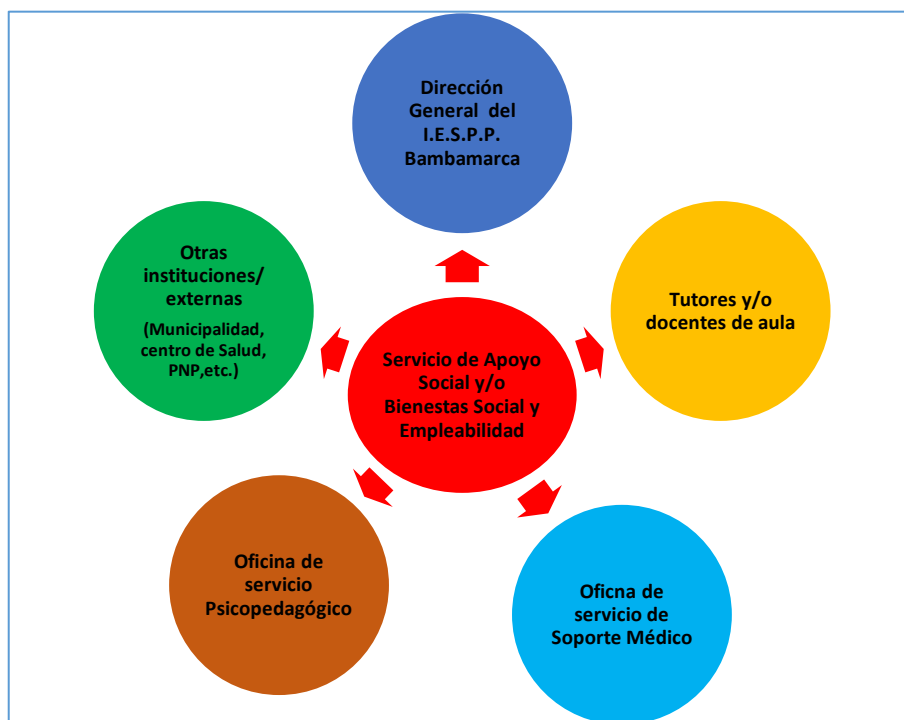 Dirección
General del
I.E.S.P.P.
Bambamarca
Otras
instituciones/
externas
(Municipalidad,
centro de Salud,
PNP,etc.)
Tutores y/o
docentes de aula
Servicio de Apoyo
Social y/o
Bienestas Social y
Empleabilidad
Oficina de
servicio
Psicopedagógico
Oficna de
servicio de
Soporte Médico